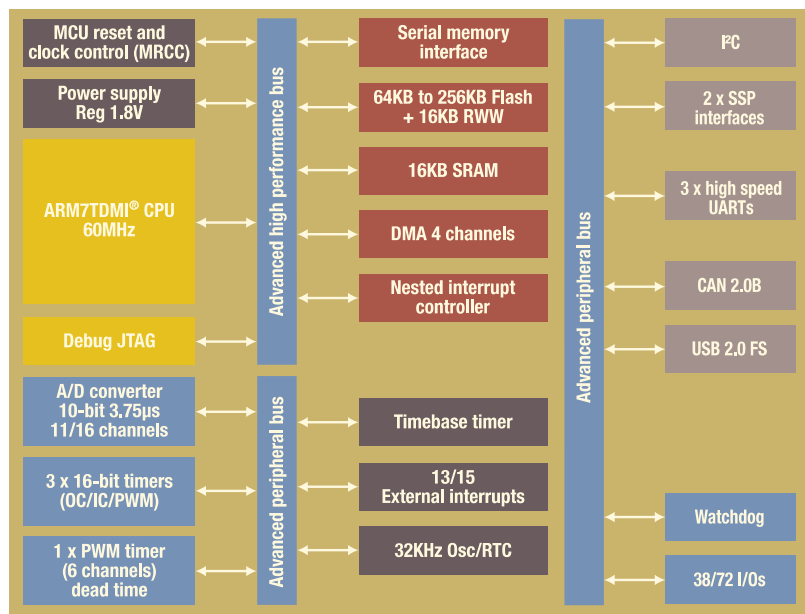 MCU reset and
clock control (MRCC)
Power supply
Reg 1.8V
ARM7TDMI® CPU
60MHz
Debug JTAG
A/D converter
10-bit 3,75µs
11/16 channels
3 x 16-bit timers
(OC/IC/PWM)
1 x PWM timer
(6 channels)
dead time
Advanced high performance bus
Advanced peripheral bus
Serial memory
interface
64KB to 256KB Flash
+ 16KB RWW
16KB SRAM
DMA 4 channels
Nested interrupt
controller
Timebase timer
13/15
External interrupts
32KHz Osc/RTC
Advanced peripheral bus
I²C
2 x SSP
interfaces
3 x high speed
UARTs
CAN 2.0B
USB 2.0 FS
Watchdog
38/72 I/Os